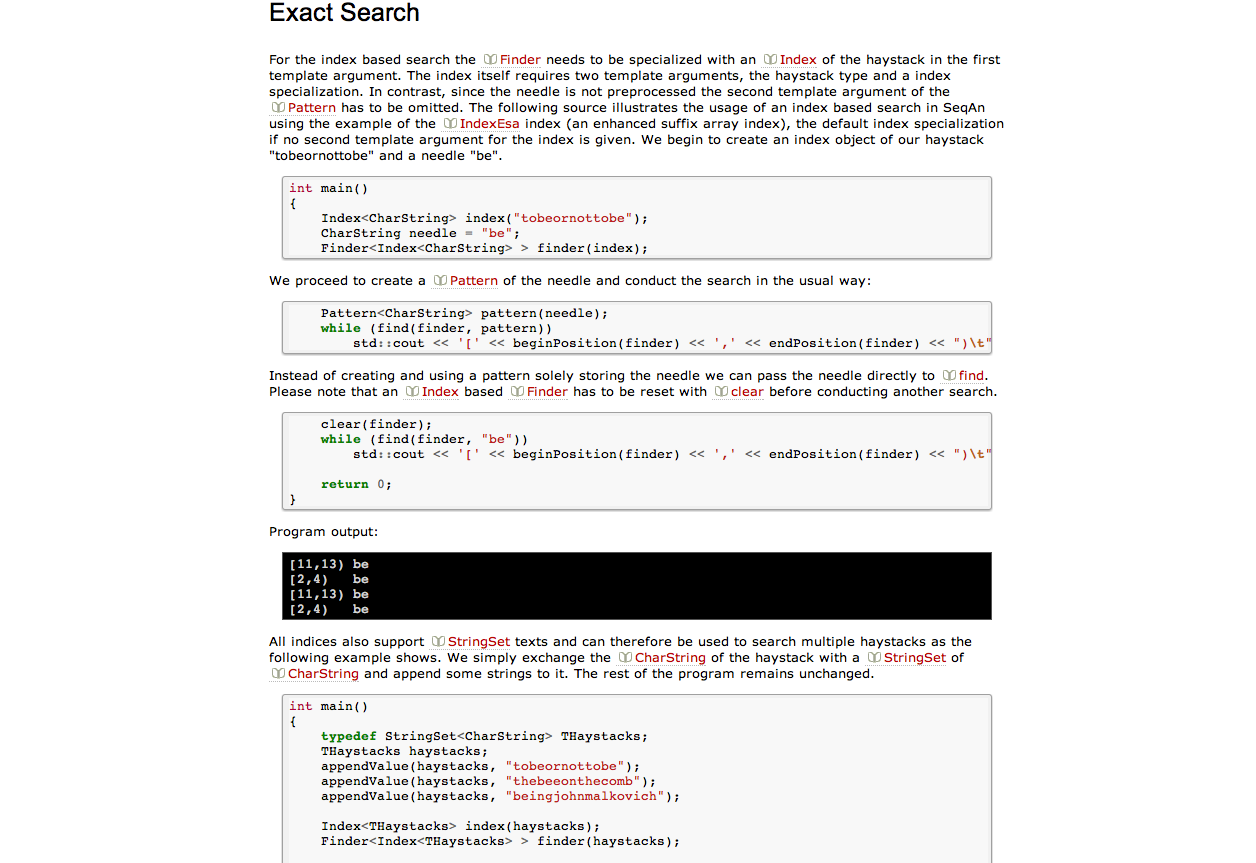 Exact Search
For the index based search the Finder needs to be specialized with an Index of the haystack in the first
template argument. The index itself requires two template arguments, the haystack type and a index
specialization. In contrast, since the needle is not preprocessed the second template argument of the
Pattern has to be omitted. The following source illustrates the usage of an index based search in SeqAn
using the example of the IndexEsa index (an enhanced suffix array index), the default index specialization
if no second template argument for the index is given. We begin to create an index object of our haystack
"tobeornottobe" and a needle "be".
int main()
{
    Index<CharString> index("tobeornottobe");
    CharString needle = "be";
    Finder<Index<CharString> > finder(index);
We proceed to create a Pattern of the needle and conduct the search in the usual way:
    Pattern<CharString> pattern(needle);
    while (find(finder, pattern))
        std::cout << '[' << beginPosition(finder) << ',' << endPosition(finder) << ")\t"
Instead of creating and using a pattern solely storing the needle we can pass the needle directly to find.
Please note that an Index based Finder has to be reset with clear before conducting another search.
    clear(finder);
    while (find(finder, "be"))
        std::cout << '[' << beginPosition(finder) << ',' << endPosition(finder) << ")\t"
    return 0;
}
Program output:
[11,13) be
[2,4)   be
[11,13) be
[2,4)   be
All indices also support StringSet texts and can therefore be used to search multiple haystacks as the
following example shows. We simply exchange the CharString of the haystack with a StringSet of
CharString and append some strings to it. The rest of the program remains unchanged.
int main()
{
    typedef StringSet<CharString> THaystacks;
    THaystacks haystacks;
    appendValue(haystacks, "tobeornottobe");
    appendValue(haystacks, "thebeeonthecomb");
    appendValue(haystacks, "beingjohnmalkovich");
    Index<THaystacks> index(haystacks);
    Finder<Index<THaystacks> > finder(haystacks);